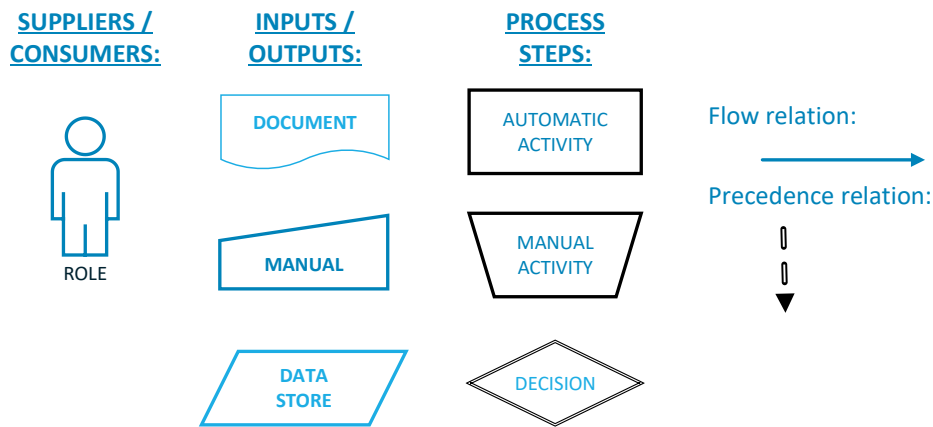 SUPPLIERS /
CONSUMERS:
ROLE
INPUTS /
OUTPUTS:
DOCUMENT
MANUAL
DATA
STORE
PROCESS
STEPS:
AUTOMATIC
ACTIVITY
MANUAL
ACTIVITY
DECISION
Flow relation:
Precedence relation: